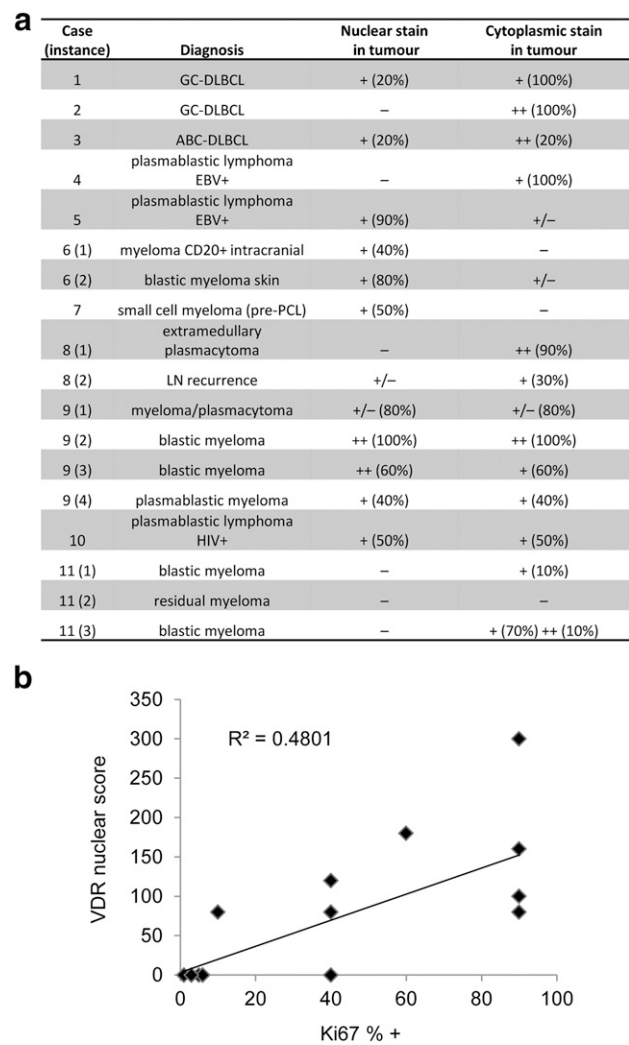 a
Case Nuclear stain Cytoplasmic stain
(instance) Diagnosis in tumour in tumour
1 GC-DLBCL + (20%) + (100%)
2 GC-DLBCL – ++ (100%)
3 ABC-DLBCL + (20%) ++ (20%)
plasmablastic lymphoma
4 EBV+ – + (100%)
plasmablastic lymphoma
5 EBV+ + (90%) +/–
6 (1) myeloma CD20+ intracranial + (40%) –
6 (2) blastic myeloma skin + (80%) +/–
7 small cell myeloma (pre-PCL) + (50%) –
extramedullary
8 (1) plasmacytoma – ++ (90%)
8 (2) LN recurrence +/– + (30%)
9 (1) myeloma/plasmacytoma +/– (80%) +/– (80%)
9 (2) blastic myeloma ++ (100%) ++ (100%)
9 (3) blastic myeloma ++ (60%) + (60%)
9 (4) plasmablastic myeloma + (40%) + (40%)
plasmablastic lymphoma
10 HIV+ + (50%) + (50%)
11 (1) blastic myeloma – + (10%)
11 (2) residual myeloma – –
11 (3) blastic myeloma – + (70%) ++ (10%)
b
350
300
250
200
150
100
50
0
R² = 0.4801
VDR nuclear score
0 20 40 60 80 100
Ki67 % +